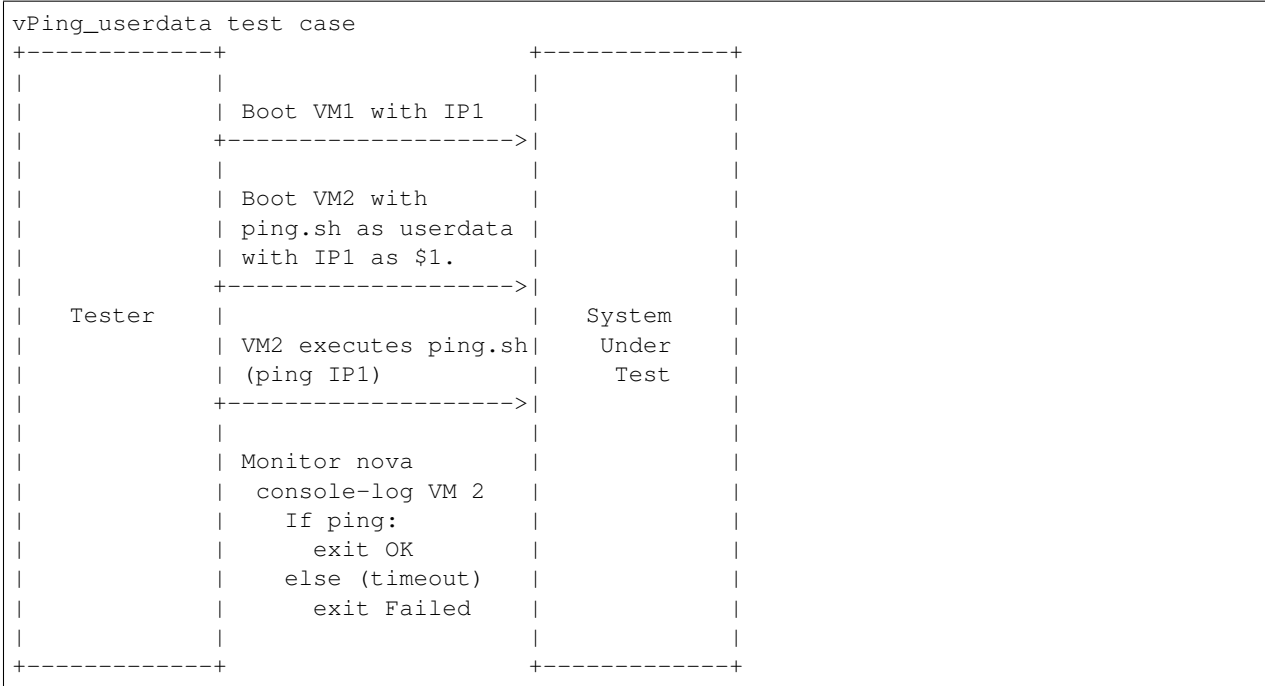 vPing_userdata test case
+-------------+                     +-------------+
|             |                     |             |
|             | Boot VM1 with IP1   |             |
|             +-------------------->|             |
|             |                     |             |
|             | Boot VM2 with       |             |
|             | ping.sh as userdata |             |
|             | with IP1 as $1.     |             |
|             +-------------------->|             |
|   Tester    |                     |   System    |
|             | VM2 executes ping.sh|    Under    |
|             | (ping IP1)          |     Test    |
|             +-------------------->|             |
|             |                     |             |
|             | Monitor nova        |             |
|             |  console-log VM 2   |             |
|             |    If ping:         |             |
|             |      exit OK        |             |
|             |    else (timeout)   |             |
|             |      exit Failed    |             |
|             |                     |             |
+-------------+                     +-------------+